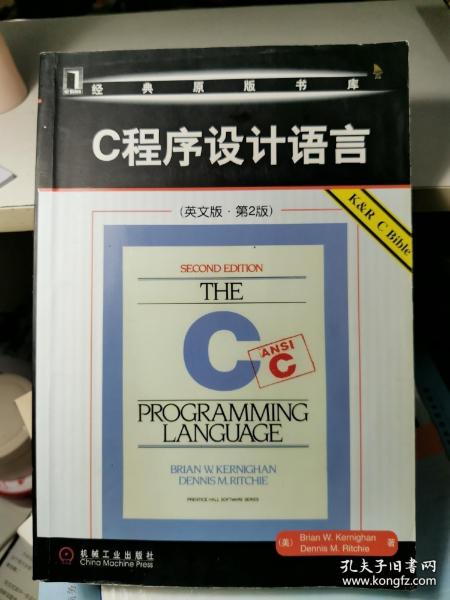 经典原版书库
C程序设计语言
(英文版·第2版)
K&R C Bible
SECOND EDITION
THE
C
ANSI
C
PROGRAMMING
LANGUAGE
BRIAN W. KERNIGHAN
DENNIS M. RITCHIE
PRENTICE HALL SOFTWARE SERIES
(美) Brian W. Kernighan
Dennis M. Ritchie 著
机械工业出版社
China Machine Press
孔夫子旧书网
www.kongfz.com